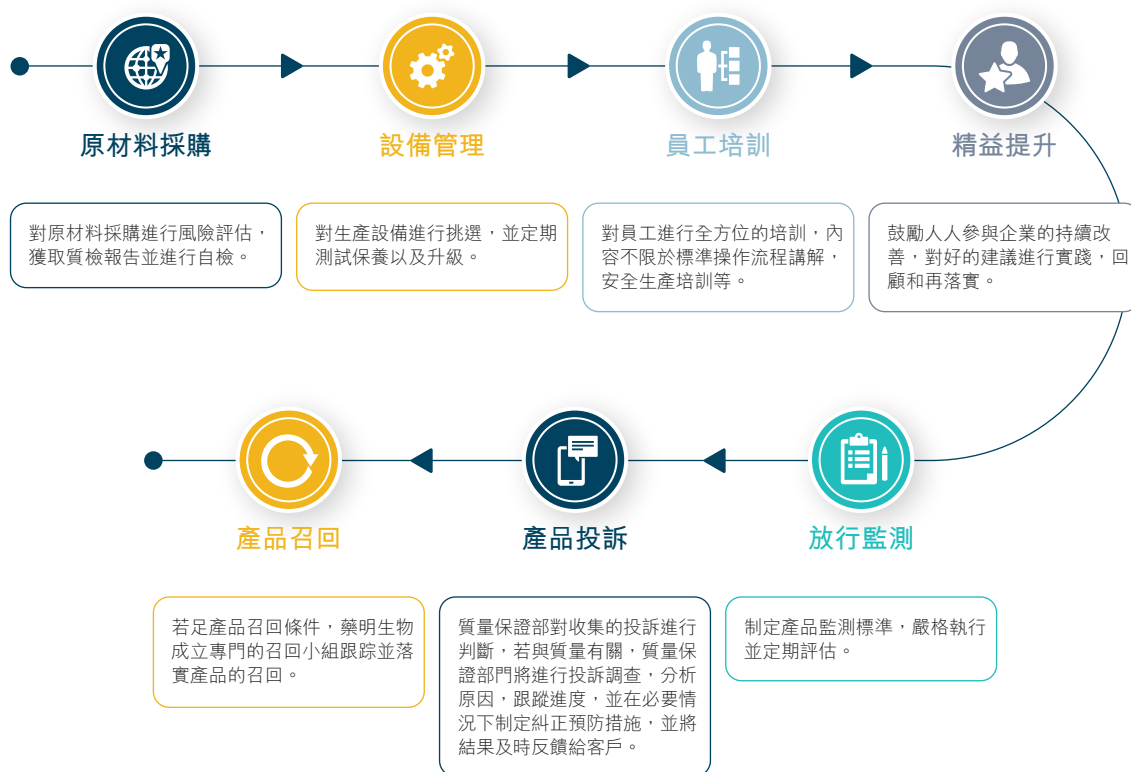 原材料採購
設備管理
員工培訓
精益提升
對原材料採購進行風險評估，
獲取質檢報告並進行自檢。
對生產設備進行挑選，並定期
測試保養以及升級。
對員工進行全方位的培訓，內
容不限於標準操作流程講解，
安全生產培訓等。
鼓勵人人參與企業的持續改
善，對好的建議進行實踐，回
顧和再落實。
產品召回
產品投訴
放行監測
若足產品召回條件，藥明生物
成立專門的召回小組跟踪並落
實產品的召回。
質量保證部對收集的投訴進行
判斷，若與質量有關，質量保
證部門將進行投訴調查，分析
原因，跟蹤進度，並在必要情
況下制定糾正預防措施，並將
結果及時反饋給客戶。
制定產品監測標準，嚴格執行
並定期評估。